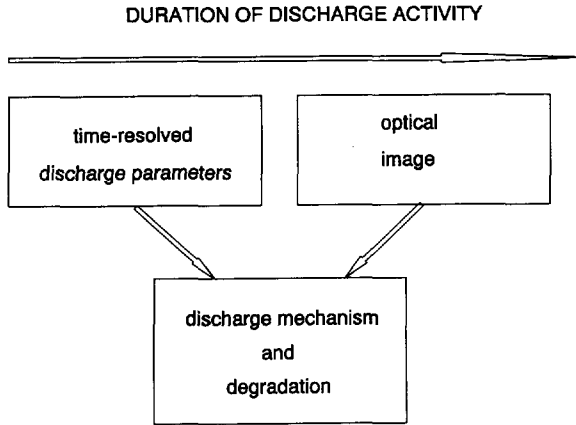 DURATION OF DISCHARGE ACTIVITY
time-resolved
discharge parameters
optical
image
discharge mechanism
and
degradation